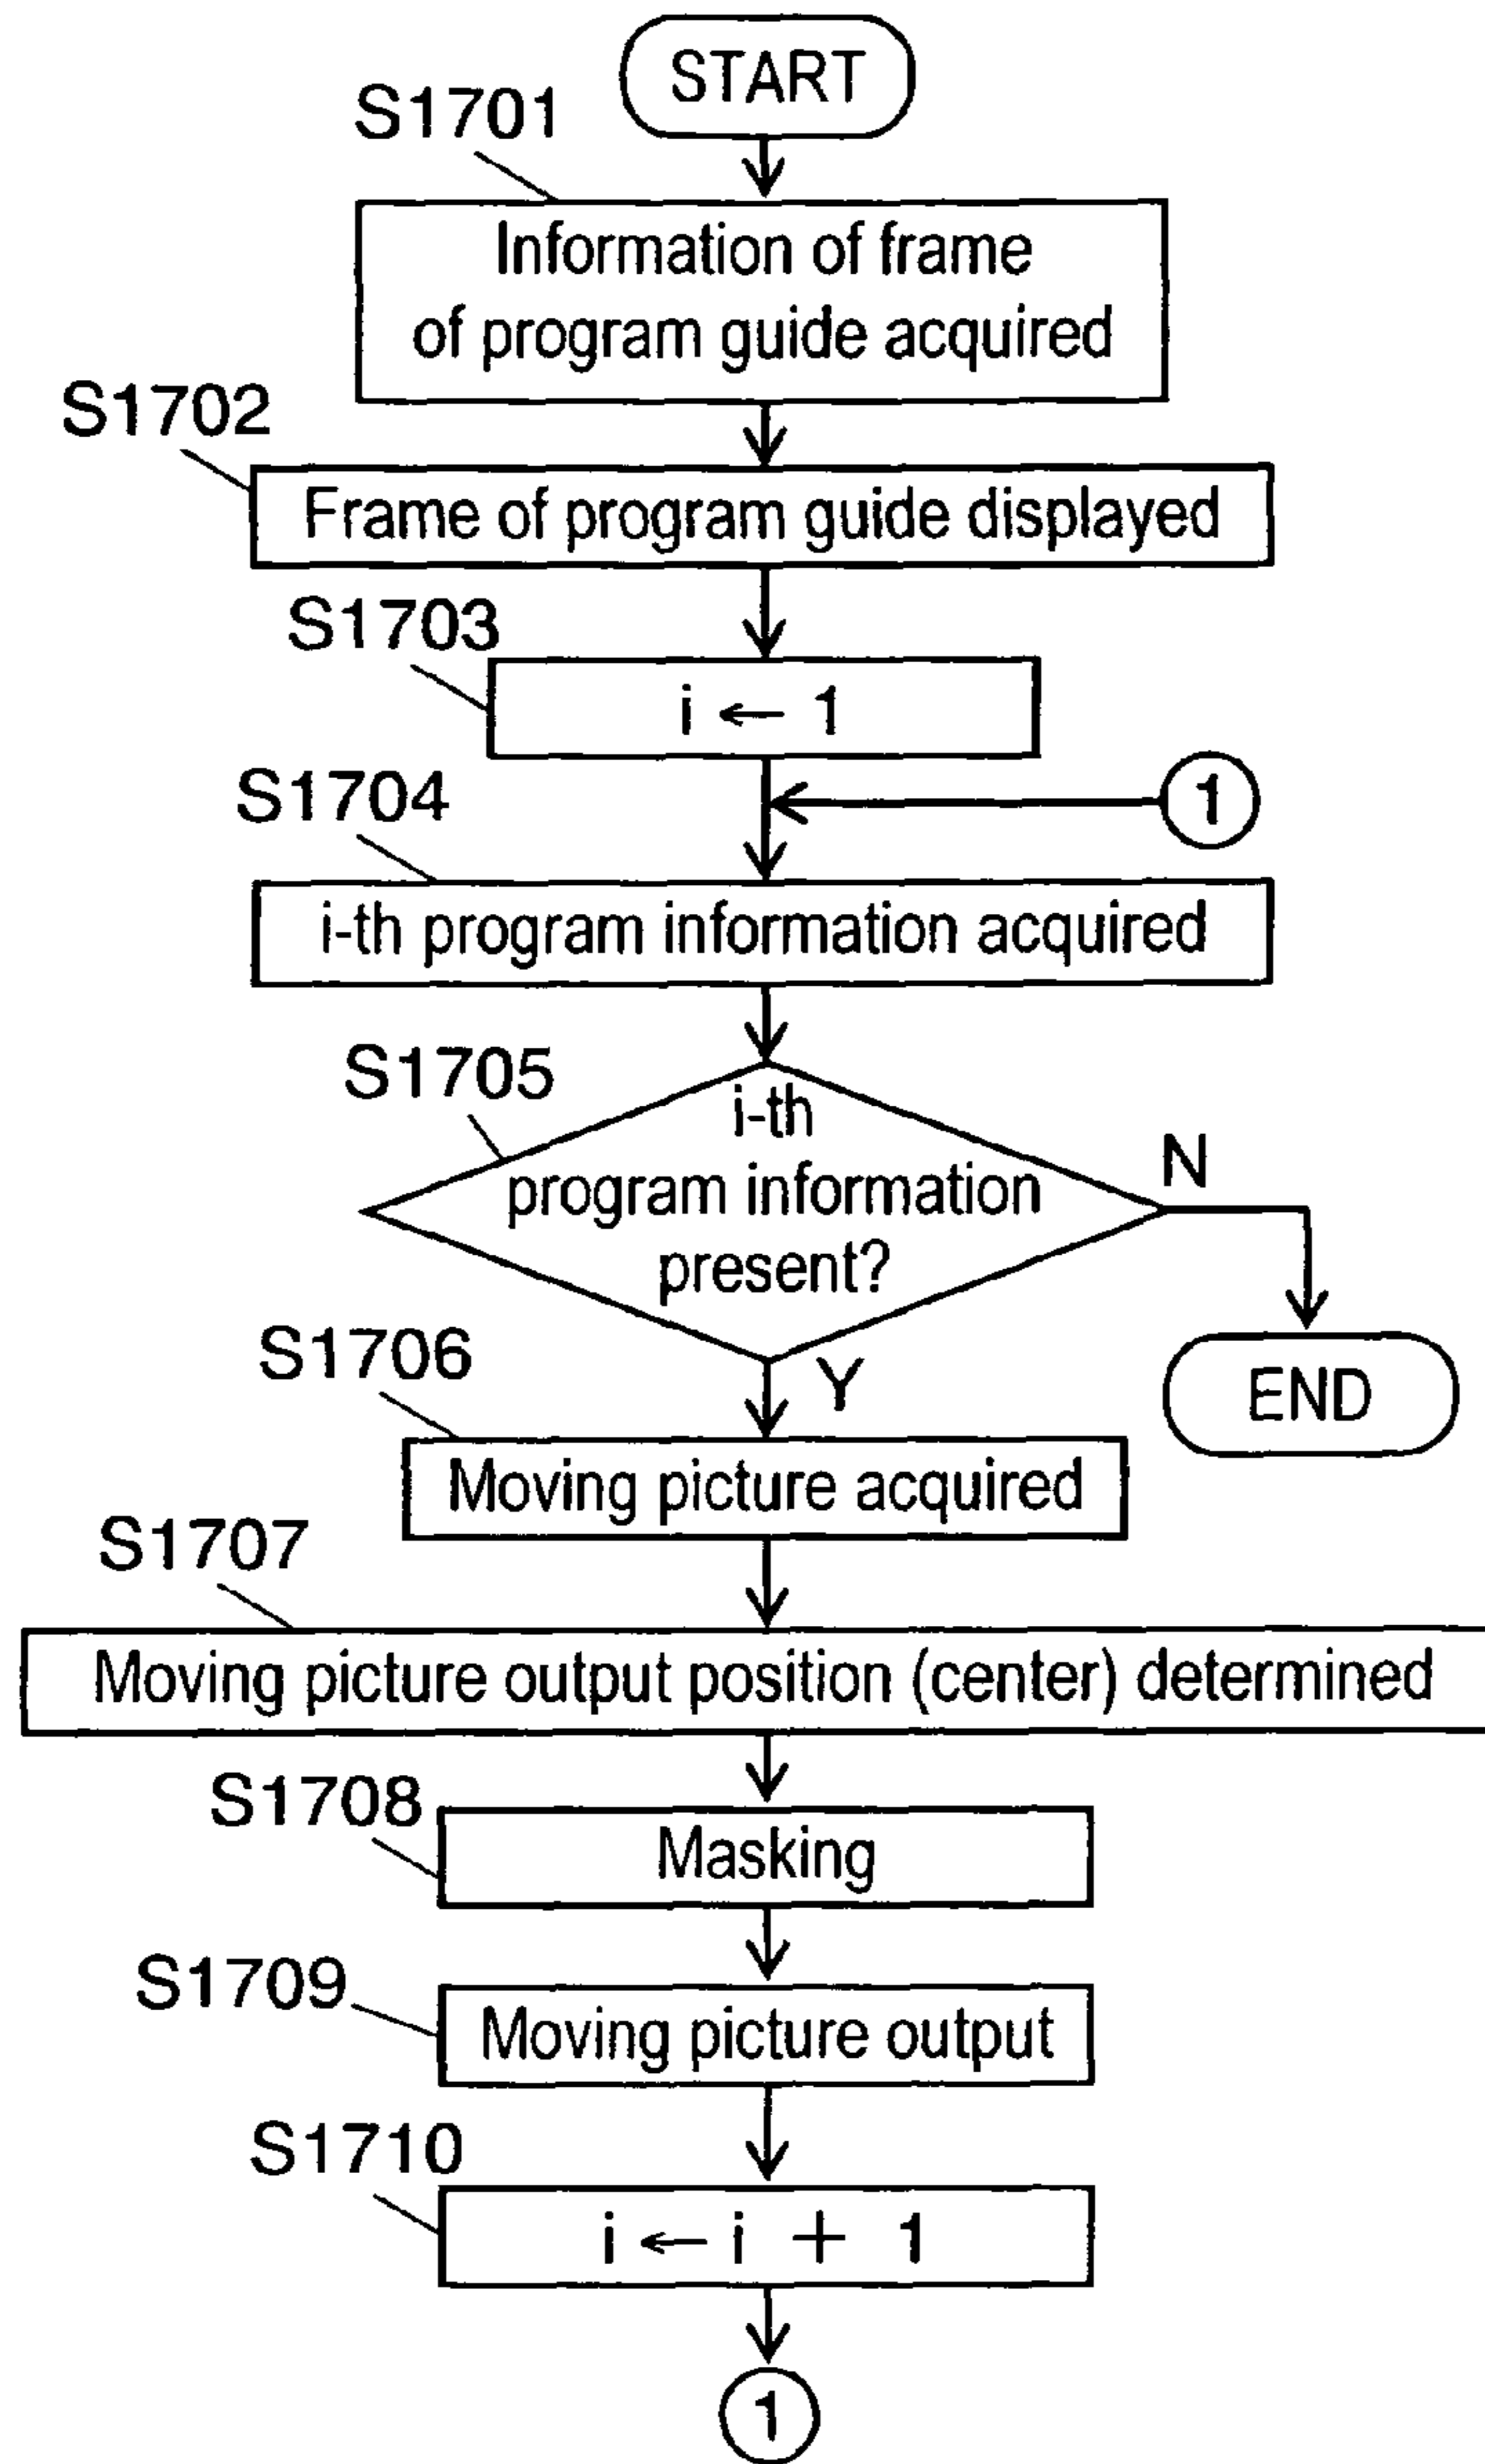 START
S1701
Information of frame
of program guide acquired
S1702
Frame of program guide displayed
S1703
i ← 1
1
S1704
i-th program information acquired
S1705
i-th
program information
present?
N
END
Y
S1706
Moving picture acquired
S1707
Moving picture output position (center) determined
S1708
Masking
S1709
Moving picture output
S1710
i ← i + 1
1